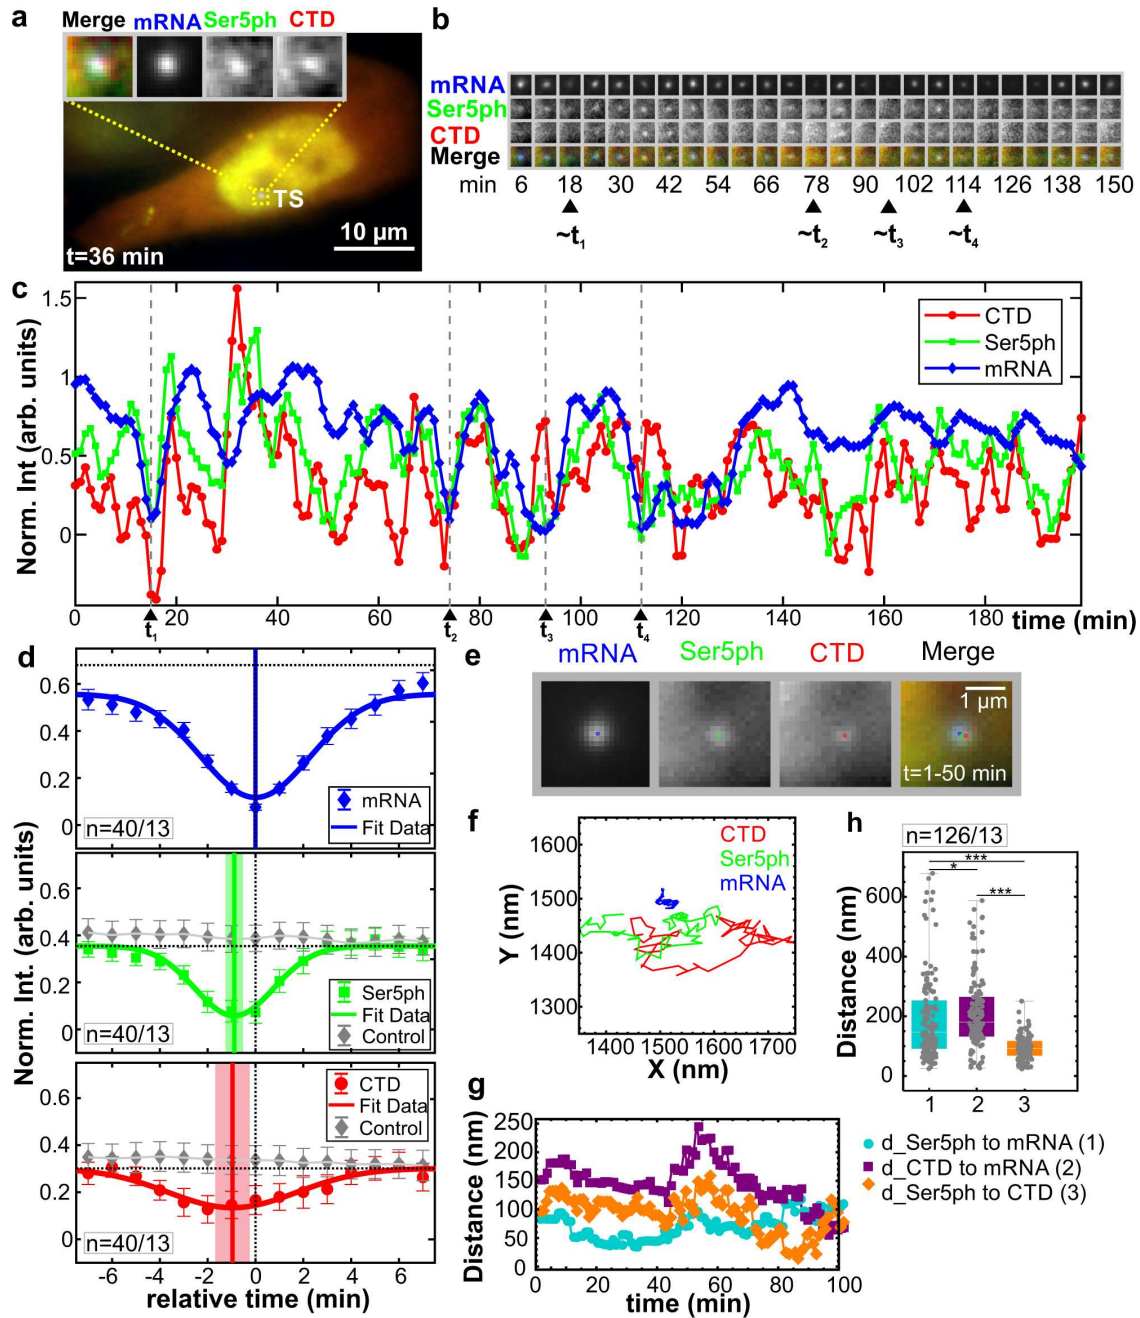 a
Merge mRNA Ser5ph CTD
TS
10 µm
t=36 min
b
mRNA
Ser5ph
CTD
Merge
min 6 18 30 42 54 66 78 90 102 114 126 138 150
~t1 ~t2 ~t3 ~t4
c
Norm. Int (arb. units)
1.5
1
0.5
0
CTD
Ser5ph
mRNA
0 20 40 60 80 100 120 140 160 180 time (min)
t1 t2 t3 t4
d
Norm. Int. (arb. units)
0.6
0.4
0.2
0
mRNA
Fit Data
n=40/13
0.6
0.4
0.2
0
Ser5ph
Fit Data
Control
n=40/13
0.6
0.4
0.2
0
CTD
Fit Data
Control
n=40/13
-6 -4 -2 0 2 4 6
relative time (min)
e
mRNA Ser5ph CTD Merge
1 µm
t=1-50 min
f
Y (nm)
1600
1500
1400
1300
CTD
Ser5ph
mRNA
1400 1500 1600 1700
X (nm)
g
Distance (nm)
250
200
150
100
50
0
0 20 40 60 80 100
time (min)
h
n=126/13
***
*
***
Distance (nm)
600
400
200
0
1 2 3
d_Ser5ph to mRNA (1)
d_CTD to mRNA (2)
d_Ser5ph to CTD (3)